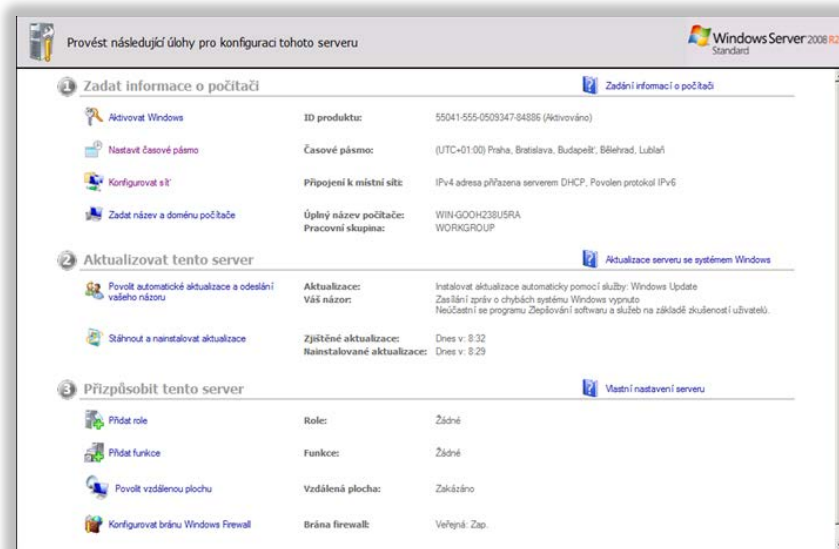 Provést následující úlohy pro konfiguraci tohoto serveru
Windows Server 2008 R2
Standard
1 Zadat informace o počítači
Zadání informací o počítači
Aktivovat Windows ID produktu: 55041-555-0509347-84886 (Aktivováno)
Nastavit časové pásmo Časové pásmo: (UTC+01:00) Praha, Bratislava, Budapešť, Bělehrad, Lublaň
Konfigurovat síť Připojení k místní síti: IPv4 adresa přiřazena serverem DHCP, Povolen protokol IPv6
Zadat název a doménu počítače Úplný název počítače: WIN-GOOH238U5RA
Pracovní skupina: WORKGROUP
2 Aktualizovat tento server
Aktualizace serveru se systémem Windows
Povolit automatické aktualizace a odeslání Aktualizace: Instalovat aktualizace automaticky pomocí služby: Windows Update
vašeho názoru Váš názor: Zasílání zpráv o chybách systému Windows vypnuto
Neúčastní se programu Zlepšování softwaru a služeb na základě zkušeností uživatelů.
Stáhnout a nainstalovat aktualizace Zjištěné aktualizace: Dnes v: 8:32
Nainstalované aktualizace: Dnes v: 8:29
3 Přizpůsobit tento server
Vlastní nastavení serveru
Přidat role Role: Žádné
Přidat funkce Funkce: Žádné
Povolit vzdálenou plochu Vzdálená plocha: Zakázáno
Konfigurovat bránu Windows Firewall Brána firewall: Veřejná: Zap.